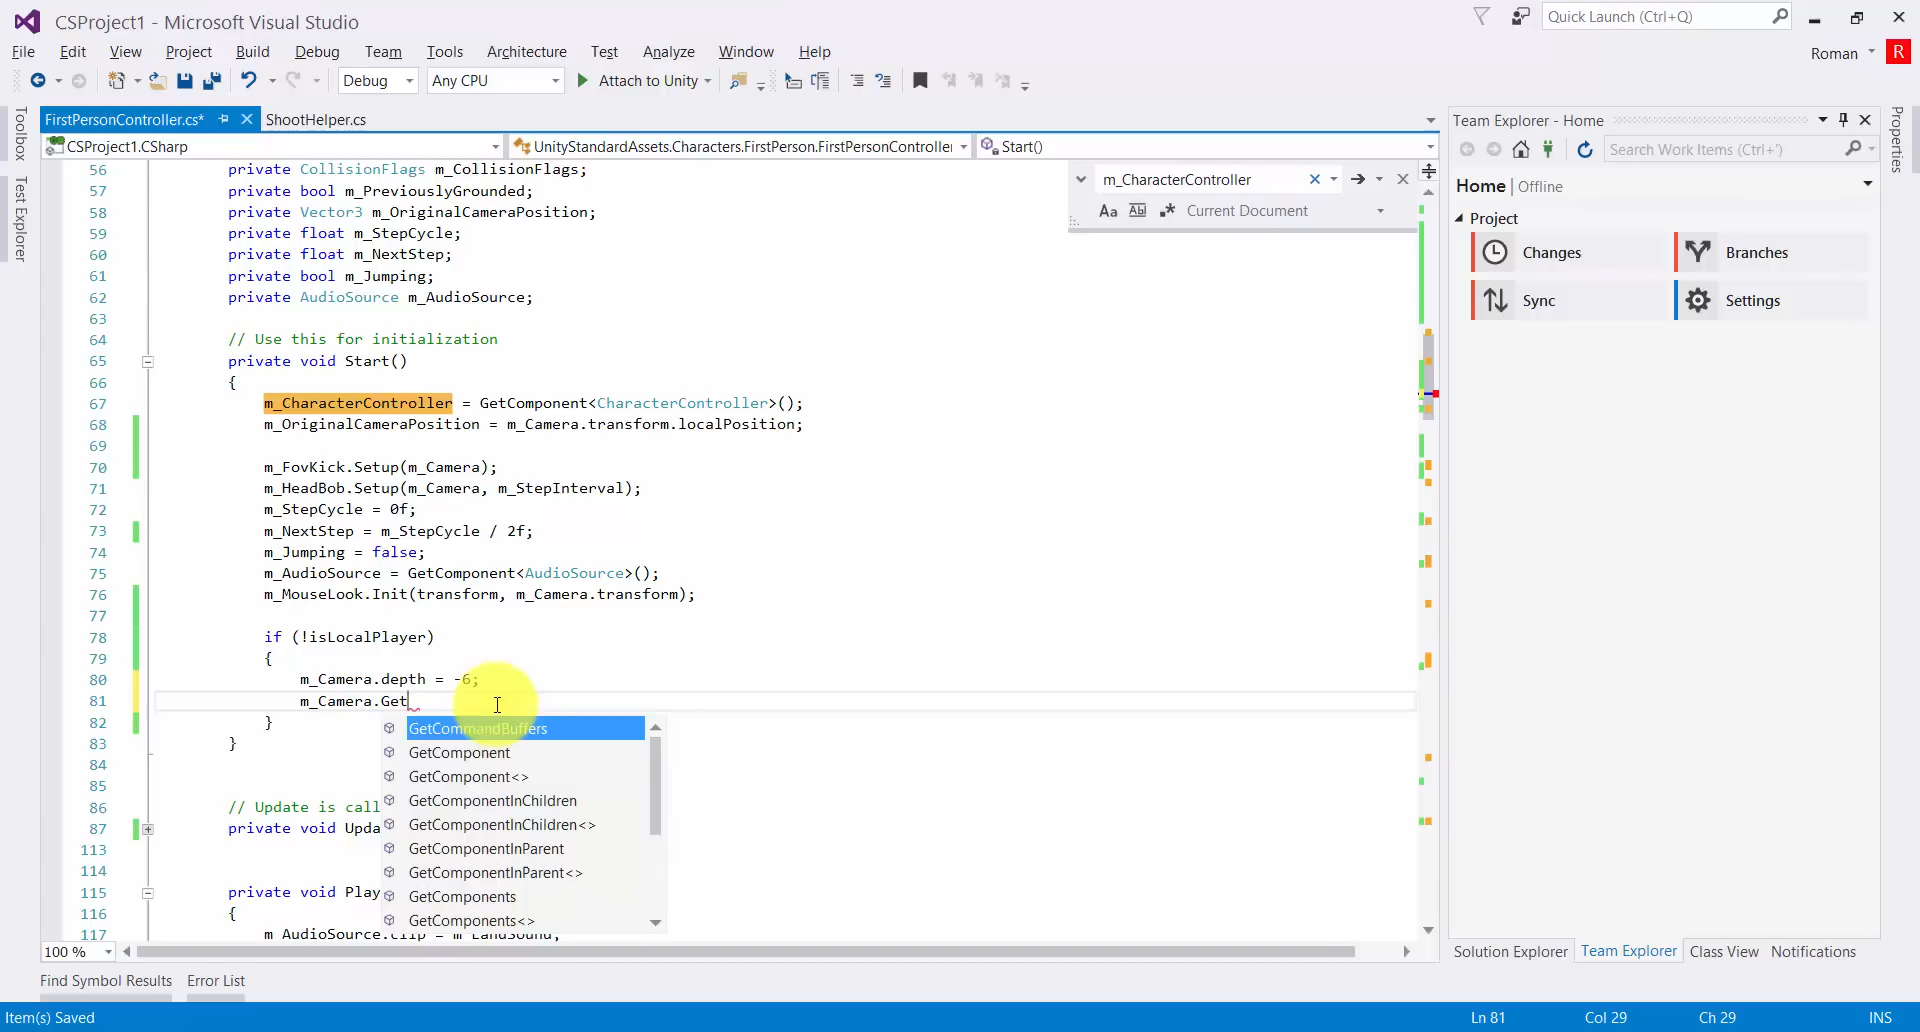 CSProject1 - Microsoft Visual Studio
Quick Launch (Ctrl+Q)
File Edit View Project Build Debug Team Tools Architecture Test Analyze Window Help
Roman R
Debug Any CPU Attach to Unity
Toolbox
Test Explorer
FirstPersonController.cs* ShootHelper.cs
CSProject1.CSharp UnityStandardAssets.Characters.FirstPerson.FirstPersonController Start()
m_CharacterController
Aa Abl Current Document
56 private CollisionFlags m_CollisionFlags;
57 private bool m_PreviouslyGrounded;
58 private Vector3 m_OriginalCameraPosition;
59 private float m_StepCycle;
60 private float m_NextStep;
61 private bool m_Jumping;
62 private AudioSource m_AudioSource;
63
64 // Use this for initialization
65 private void Start()
66 {
67 m_CharacterController = GetComponent<CharacterController>();
68 m_OriginalCameraPosition = m_Camera.transform.localPosition;
69
70 m_FovKick.Setup(m_Camera);
71 m_HeadBob.Setup(m_Camera, m_StepInterval);
72 m_StepCycle = 0f;
73 m_NextStep = m_StepCycle / 2f;
74 m_Jumping = false;
75 m_AudioSource = GetComponent<AudioSource>();
76 m_MouseLook.Init(transform, m_Camera.transform);
77
78 if (!isLocalPlayer)
79 {
80 m_Camera.depth = -6;
81 m_Camera.Get
82 }
83 }
84
85
86 // Update is call
87 private void Upda
113
114
115 private void Play
116 {
117 m_AudioSource.clip = m_LandSound;
GetCommandBuffers
GetComponent
GetComponent<>
GetComponentInChildren
GetComponentInChildren<>
GetComponentInParent
GetComponentInParent<>
GetComponents
GetComponents<>
100 %
Team Explorer - Home
Search Work Items (Ctrl+')
Home | Offline
Project
Changes Branches
Sync Settings
Properties
Solution Explorer Team Explorer Class View Notifications
Find Symbol Results Error List
Item(s) Saved Ln 81 Col 29 Ch 29 INS